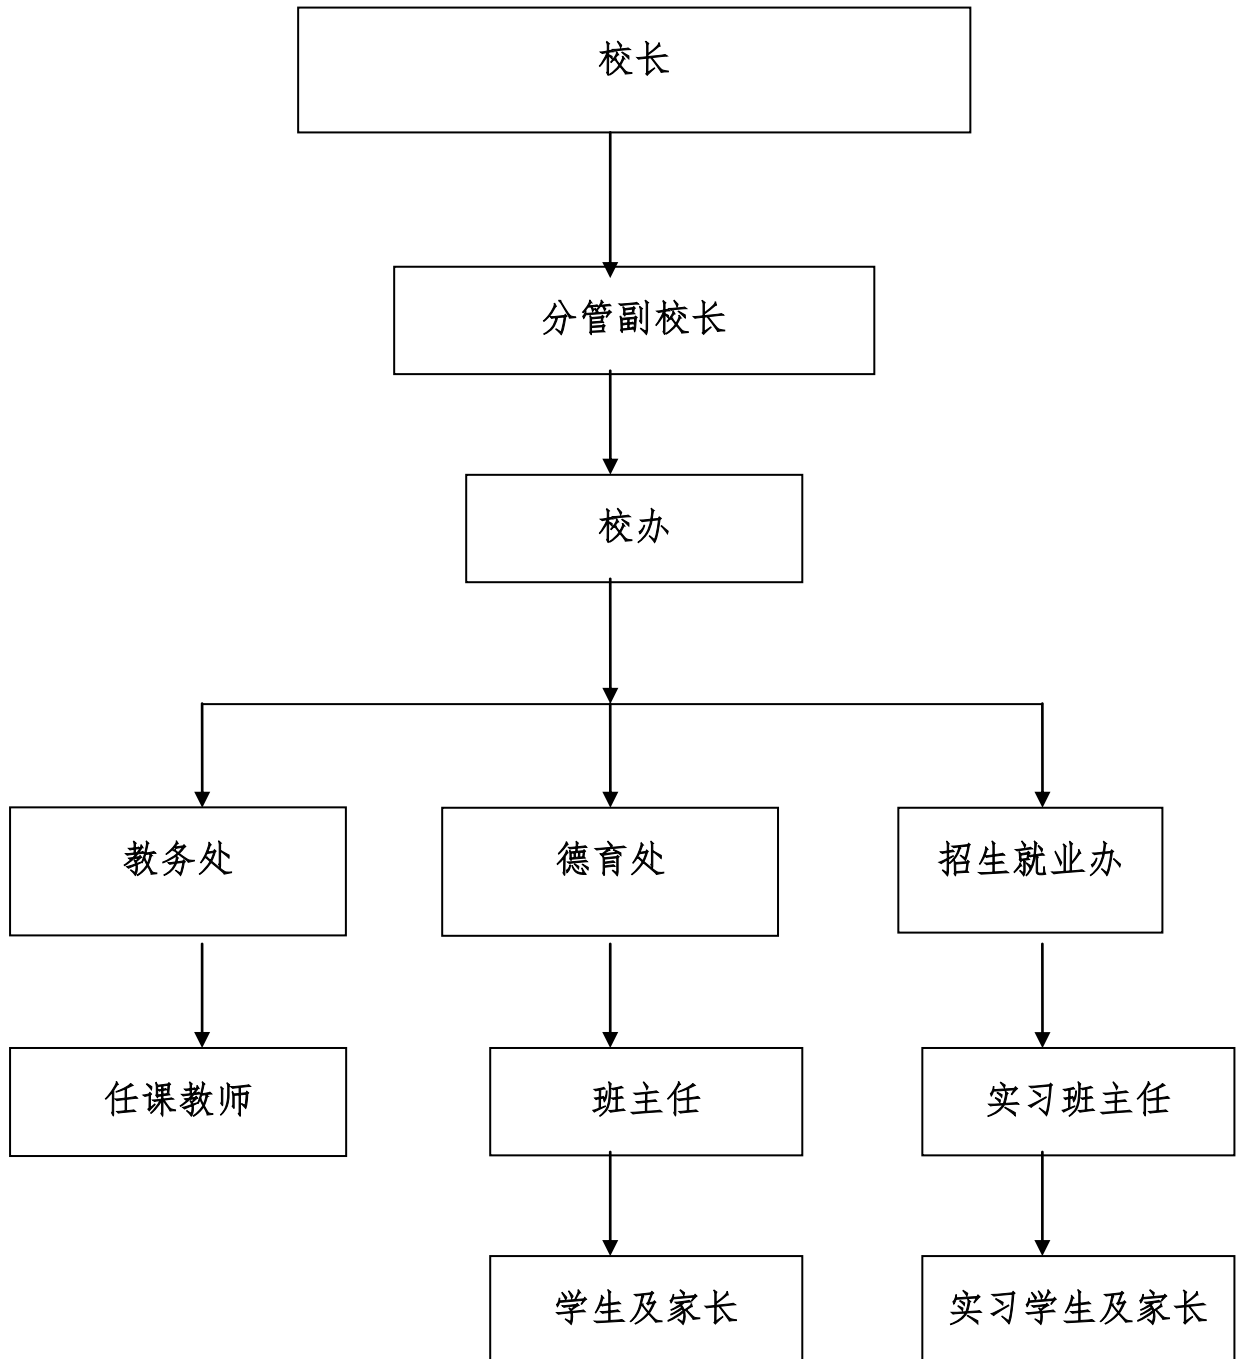 校长
分管副校长
校办
教务处
德育处
招生就业办
任课教师
班主任
实习班主任
学生及家长
实习学生及家长